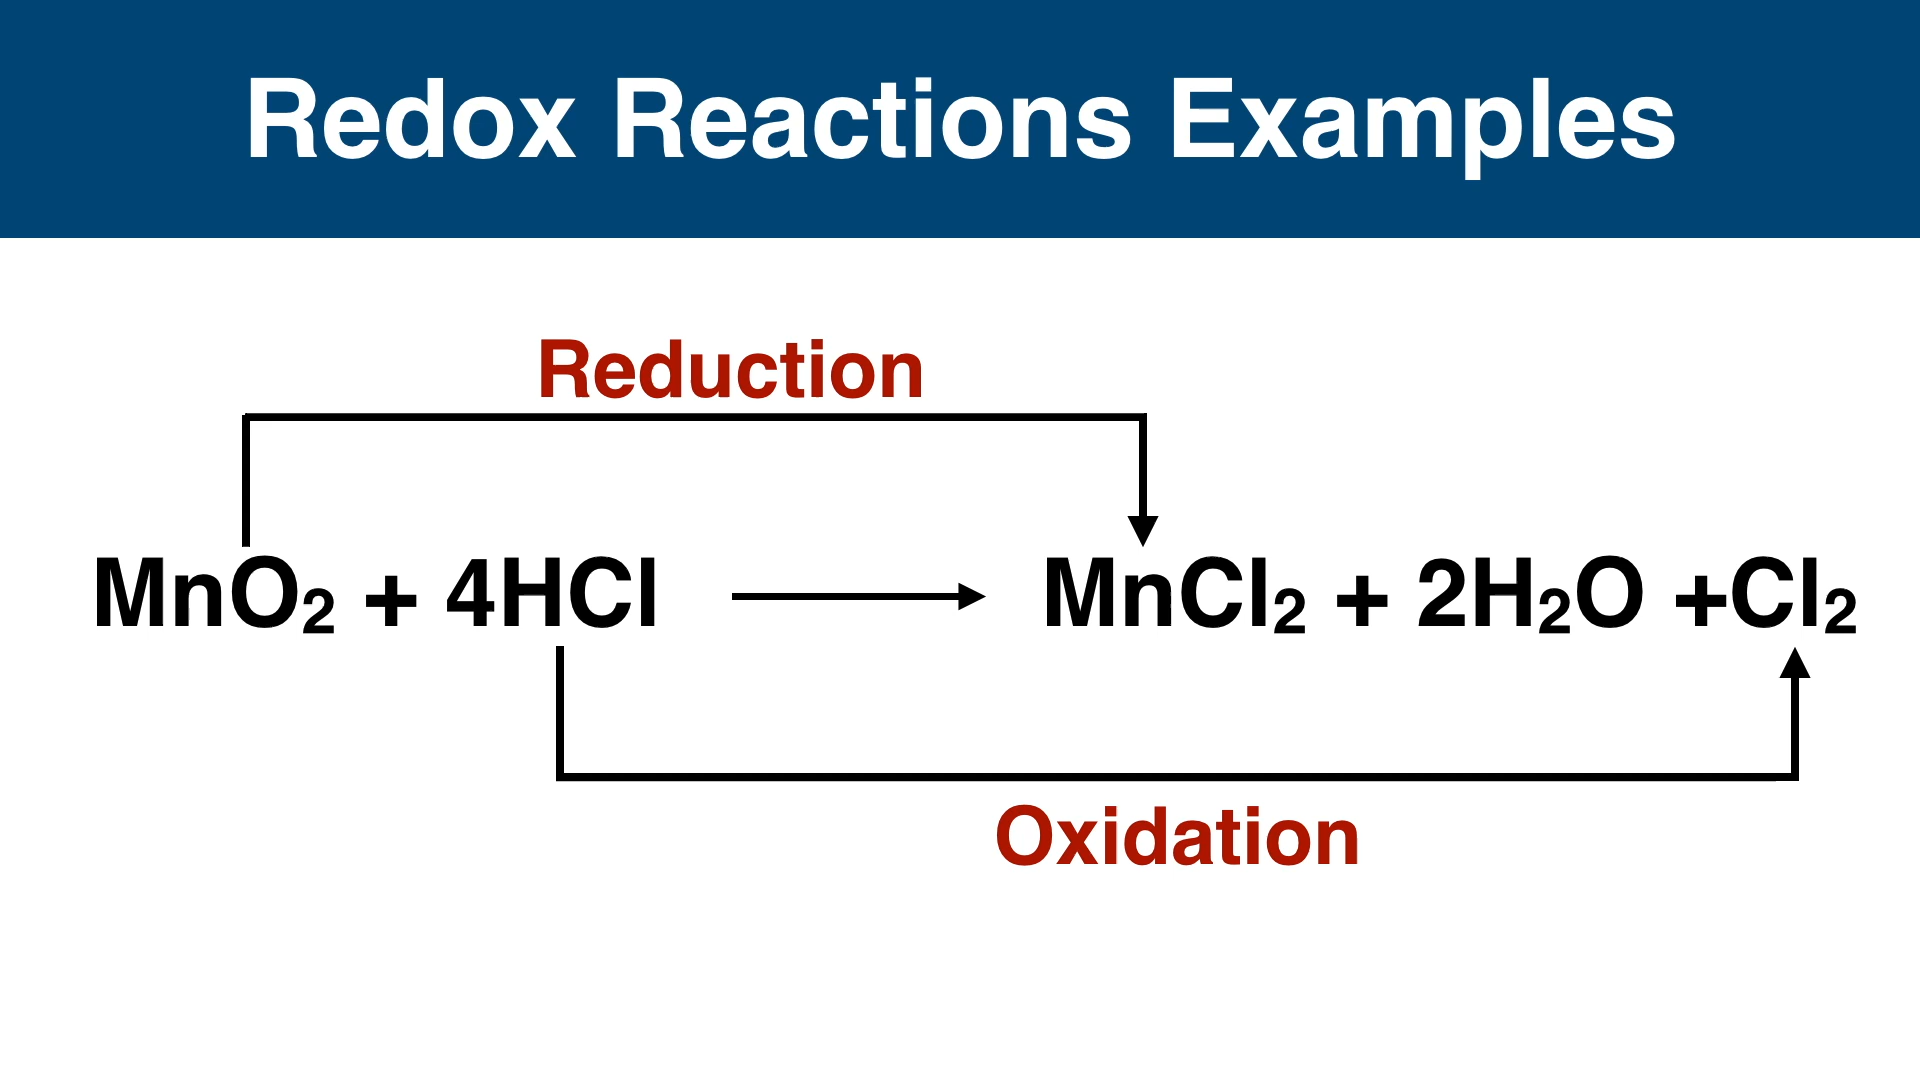 Redox Reactions Examples
Reduction
MnO₂ + 4HCl ⟶ MnCl₂ + 2H₂O +Cl₂
Oxidation